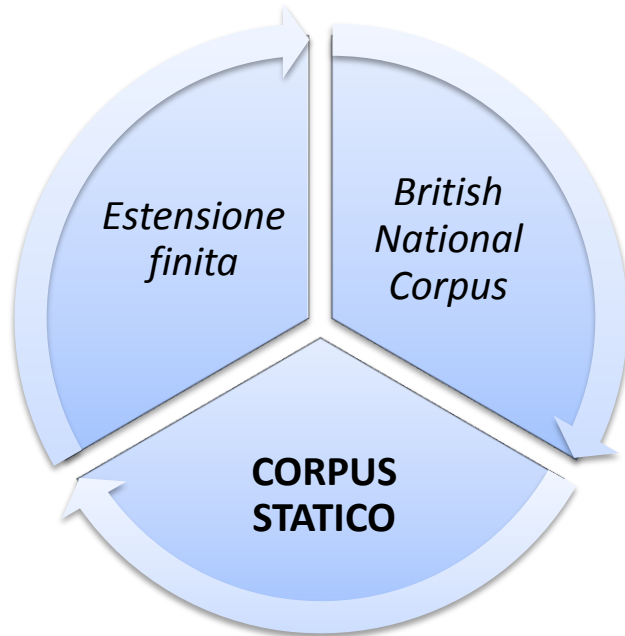 Estensione
finita
British
National
Corpus
CORPUS
STATICO